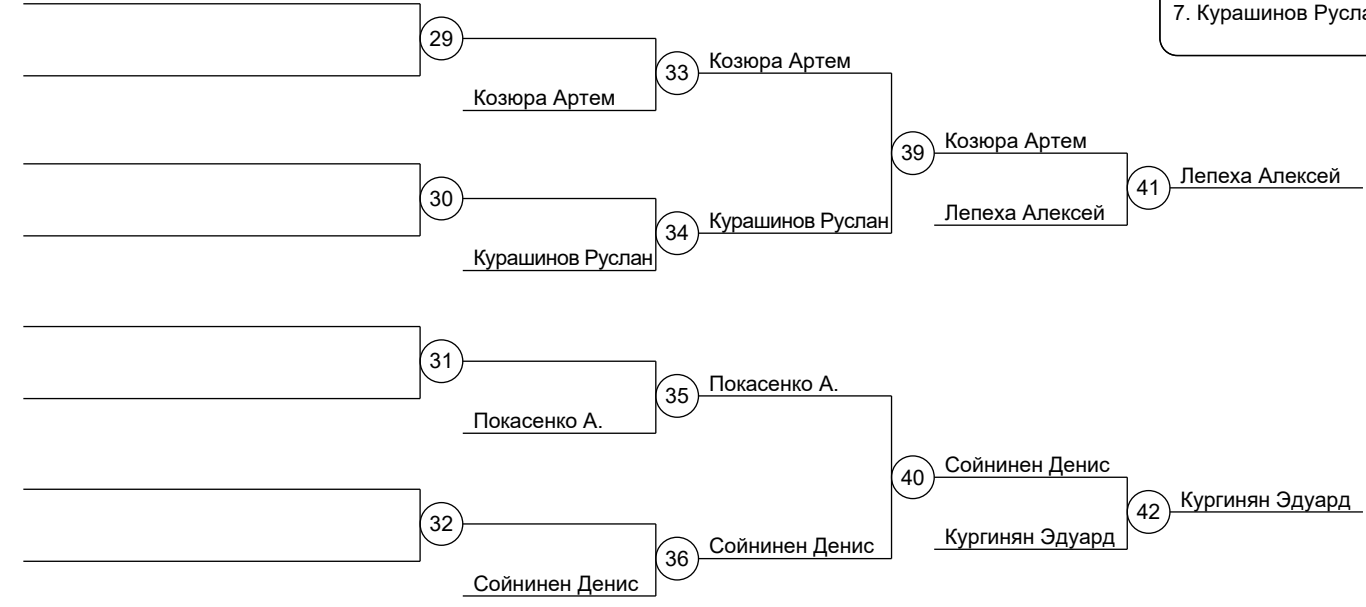 7. Курашинов
29
Козюра Артем
33
Козюра Артем
39
Козюра Артем
41
Лепеха Алексей
30
Курашинов Руслан
34
Курашинов Руслан
Лепеха Алексей
31
Покасенко А.
35
Покасенко А.
40
Сойнинен Денис
42
Кургинян Эдуард
32
Сойнинен Денис
36
Сойнинен Денис
Кургинян Эдуард